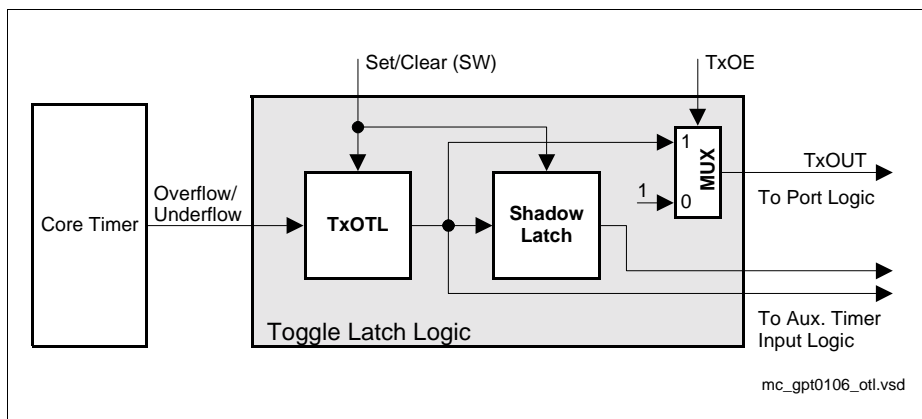 Set/Clear (SW)
TxOE
Core Timer
Overflow/
Underflow
TxOTL
Shadow
Latch
1
1
0
MUX
TxOUT
To Port Logic
To Aux. Timer
Input Logic
Toggle Latch Logic
mc_gpt0106_otl.vsd